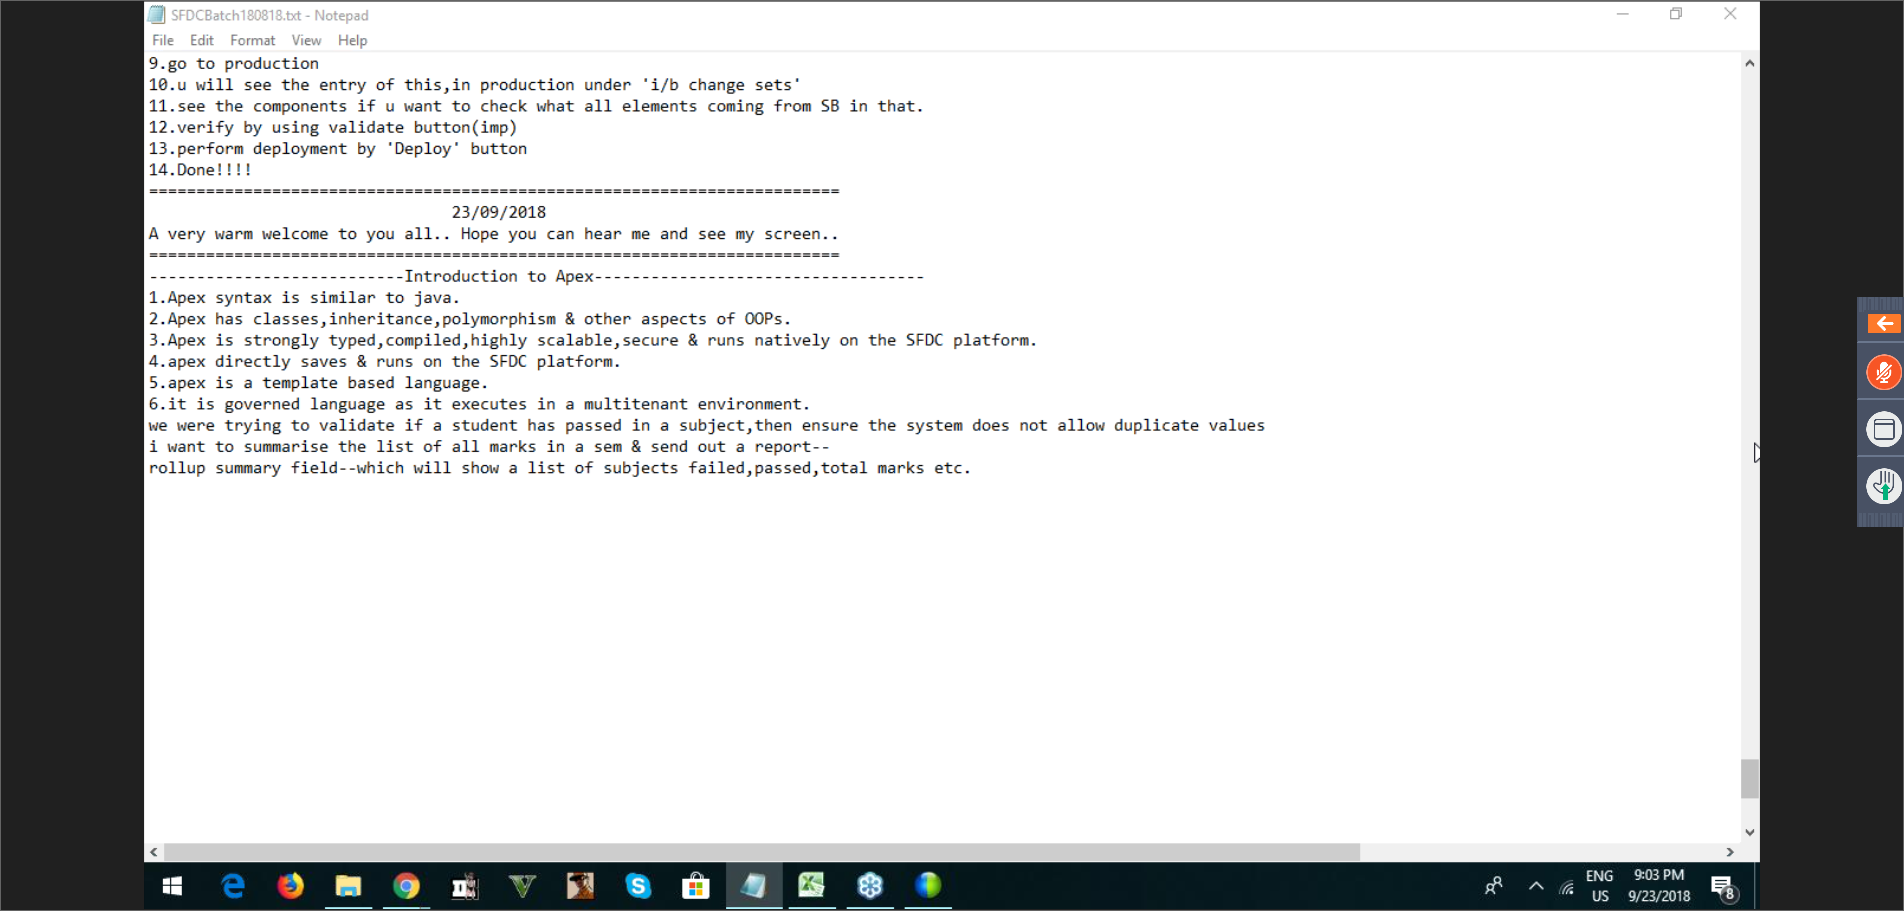 SFDCBatch180818.txt - Notepad
File Edit Format View Help
9.go to production
10.u will see the entry of this,in production under 'i/b change sets'
11.see the components if u want to check what all elements coming from SB in that.
12.verify by using validate button(imp)
13.perform deployment by 'Deploy' button
14.Done!!!!
=========================================================================
23/09/2018
A very warm welcome to you all.. Hope you can hear me and see my screen..
=========================================================================
---------------------------Introduction to Apex-----------------------------------
1.Apex syntax is similar to java.
2.Apex has classes,inheritance,polymorphism & other aspects of OOPs.
3.Apex is strongly typed,compiled,highly scalable,secure & runs natively on the SFDC platform.
4.apex directly saves & runs on the SFDC platform.
5.apex is a template based language.
6.it is governed language as it executes in a multitenant environment.
we were trying to validate if a student has passed in a subject,then ensure the system does not allow duplicate values
i want to summarise the list of all marks in a sem & send out a report--
rollup summary field--which will show a list of subjects failed,passed,total marks etc.
ENG 9:03 PM
US 9/23/2018 8